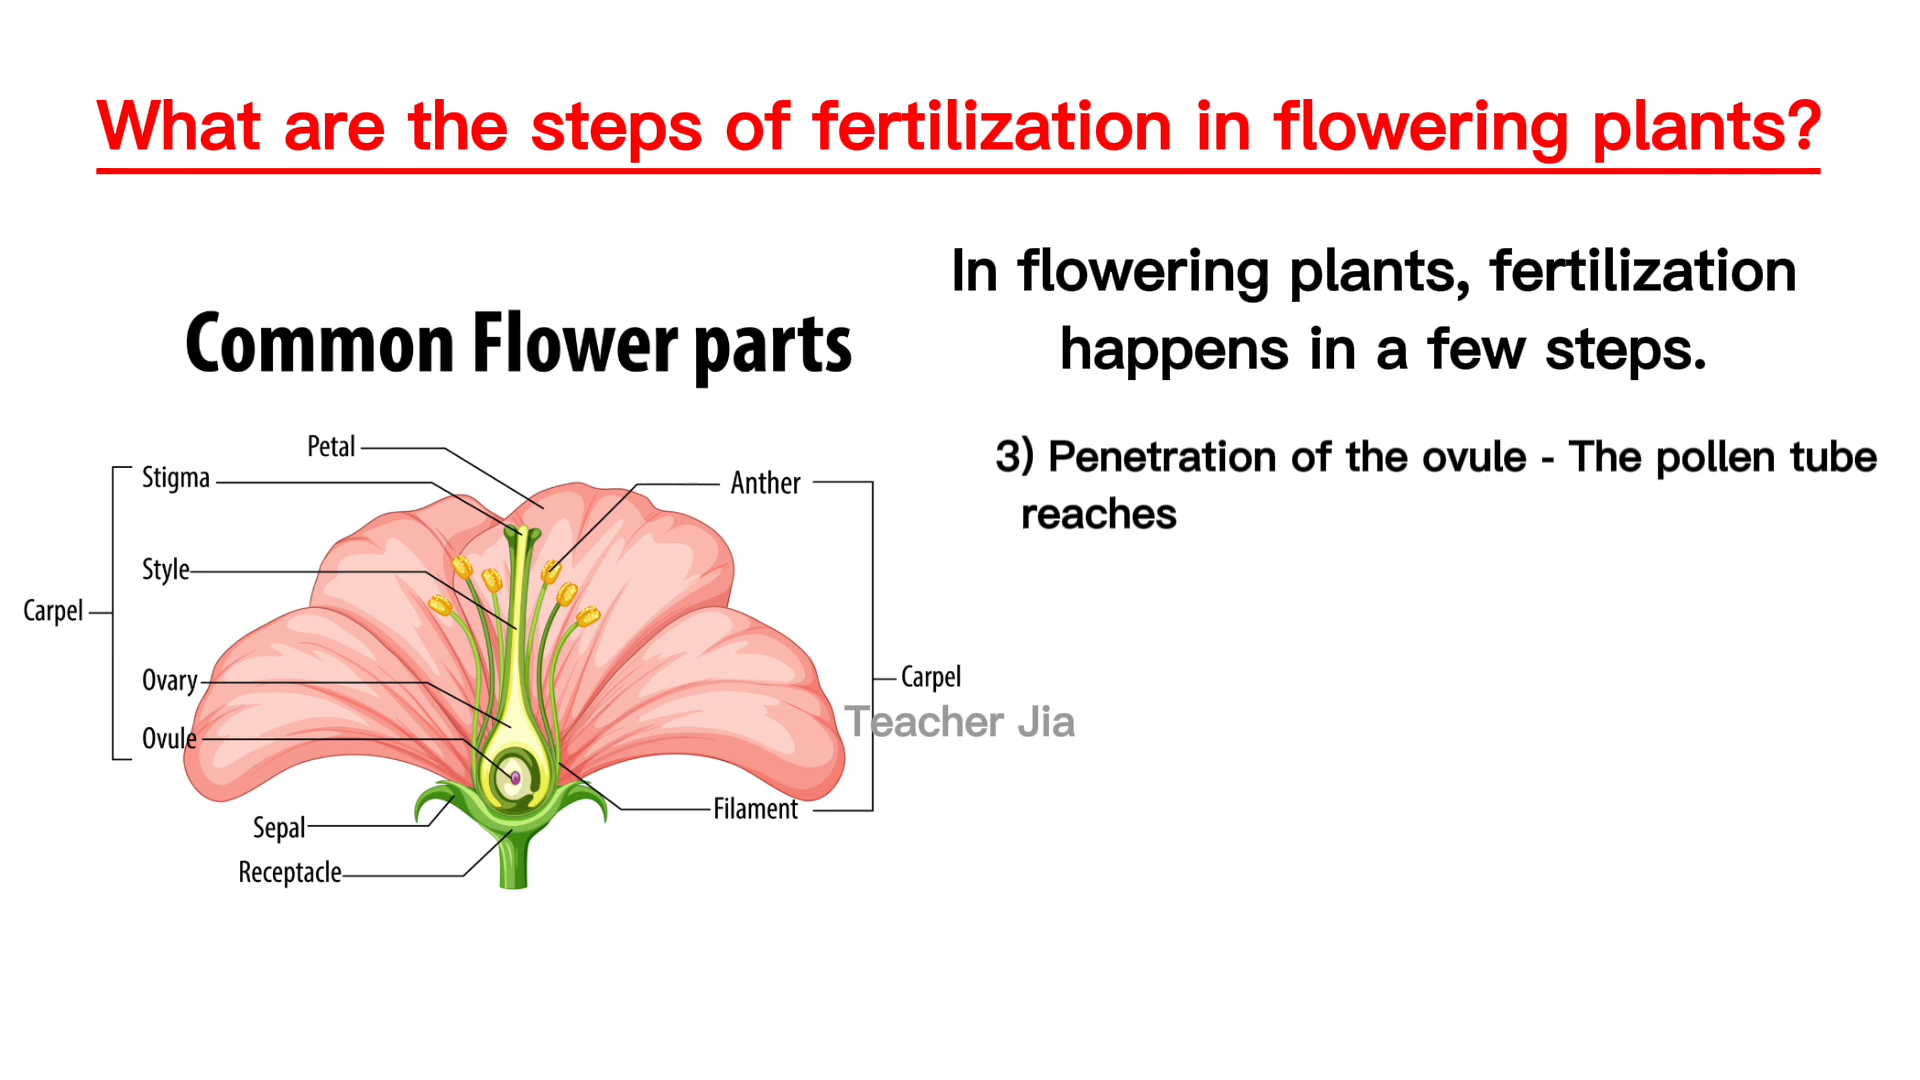 What are the steps of fertilization in flowering plants?
In flowering plants, fertilization
happens in a few steps.
Common Flower parts
3) Penetration of the ovule - The pollen tube
reaches
Petal
Stigma
Anther
Style
Carpel
Ovary
Carpel
Teacher Jia
Ovule
Filament
Sepal
Receptacle